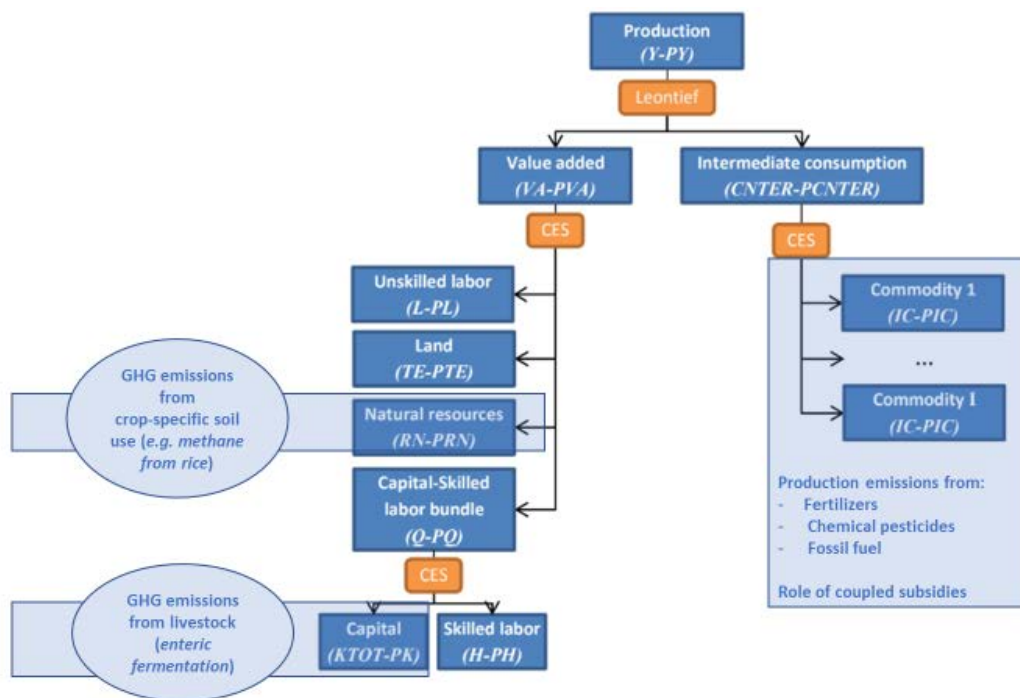 Production
(Y-PY)
Leontief
Value added
(VA-PVA)
Intermediate consumption
(CNTER-PCNTER)
CES
CES
Unskilled labor
(L-PL)
Land
(TE-PTE)
Natural resources
(RN-PRN)
Capital-Skilled
labor bundle
(Q-PQ)
CES
Capital
(KTOT-PK)
Skilled labor
(H-PH)
GHG emissions
from
crop-specific soil
use (e.g. methane
from rice)
GHG emissions
from livestock
(enteric
fermentation)
Commodity 1
(IC-PIC)
...
Commodity I
(IC-PIC)
Production emissions from:
- Fertilizers
- Chemical pesticides
- Fossil fuel
Role of coupled subsidies